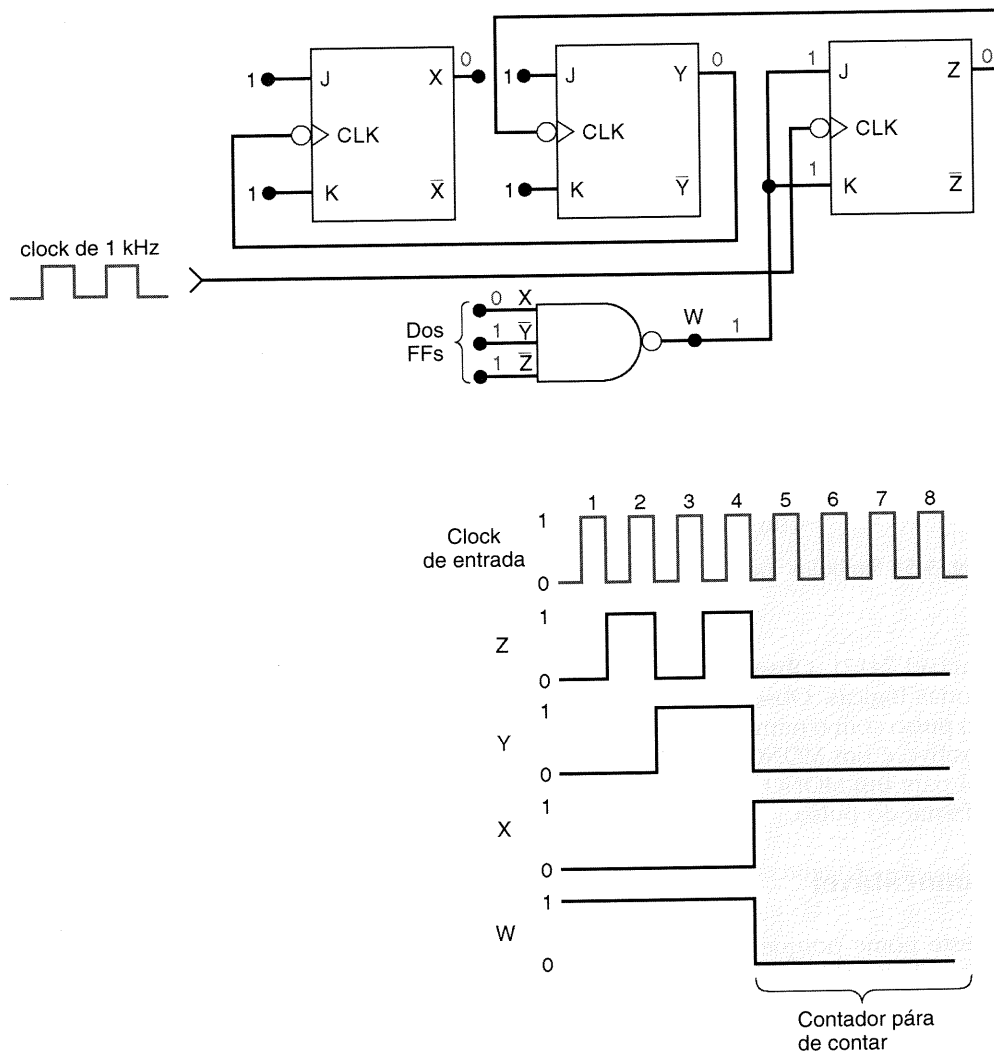 0 0 0
1 J X 1 J Y 1 J Z
CLK CLK CLK
1 K X̅ 1 K Y̅ 1 K Z̅
clock de 1 kHz
Dos
FFs
0 X
1 Y̅
1 Z̅
W 1
1 2 3 4 5 6 7 8
Clock
de entrada
1
0
Z
1
0
Y
1
0
X
1
0
W
1
0
Contador pára
de contar